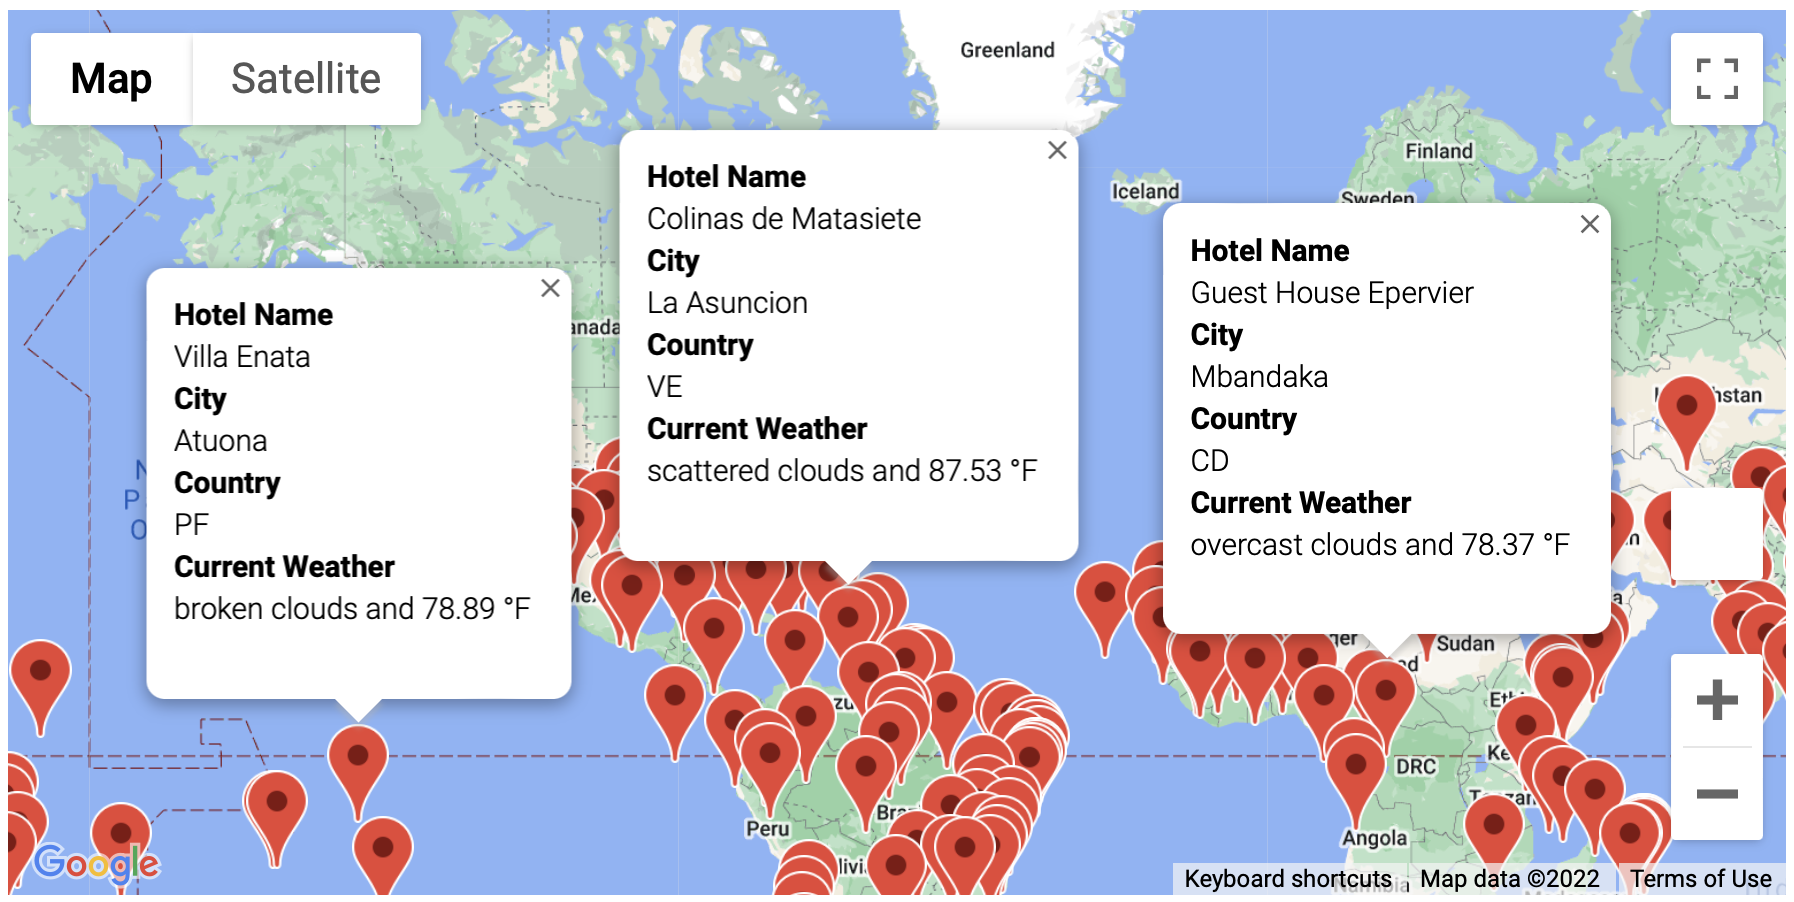 Map
Satellite
Greenland
Finland
Iceland
Sweden
Hotel Name
Villa Enata
City
Atuona
Country
PF
Current Weather
broken clouds and 78.89 °F
Hotel Name
Colinas de Matasiete
City
La Asuncion
Country
VE
Current Weather
scattered clouds and 87.53 °F
Hotel Name
Guest House Epervier
City
Mbandaka
Country
CD
Current Weather
overcast clouds and 78.37 °F
Sudan
DRC
Angola
Peru
Google
Keyboard shortcuts
Map data ©2022
Terms of Use